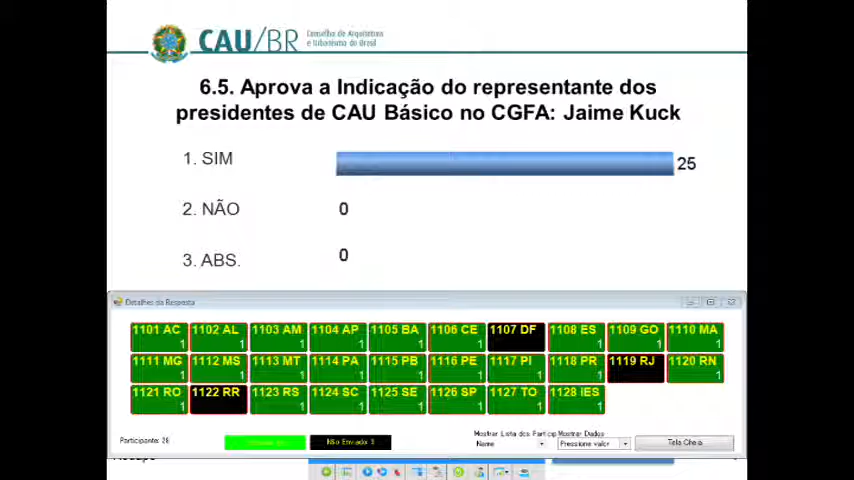 CAU/BR Conselho de Arquitetura
e Urbanismo do Brasil
6.5. Aprova a Indicação do representante dos
presidentes de CAU Básico no CGFA: Jaime Kuck
1. SIM 25
2. NÃO 0
3. ABS. 0
Detalhes da Resposta
1101 AC 1102 AL 1103 AM 1104 AP 1105 BA 1106 CE 1107 DF 1108 ES 1109 GO 1110 MA
1 1 1 1 1 1 1 1 1
1111 MG 1112 MS 1113 MT 1114 PA 1115 PB 1116 PE 1117 PI 1118 PR 1119 RJ 1120 RN
1 1 1 1 1 1 1 1 1
1121 RO 1122 RR 1123 RS 1124 SC 1125 SE 1126 SP 1127 TO 1128 IES
1 1 1 1 1 1 1
Mostrar Lista dos Particip Mostrar Dados
Participante: 28 Não Enviado 3 Name Pressione valor Tela Cheia